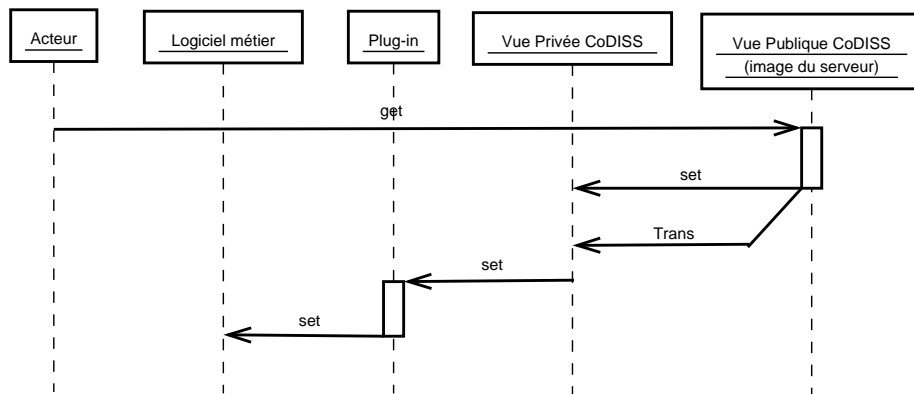 Acteur
Logiciel métier
Plug-in
Vue Privée CoDISS
Vue Publique CoDISS
(image du serveur)
get
set
Trans
set
set